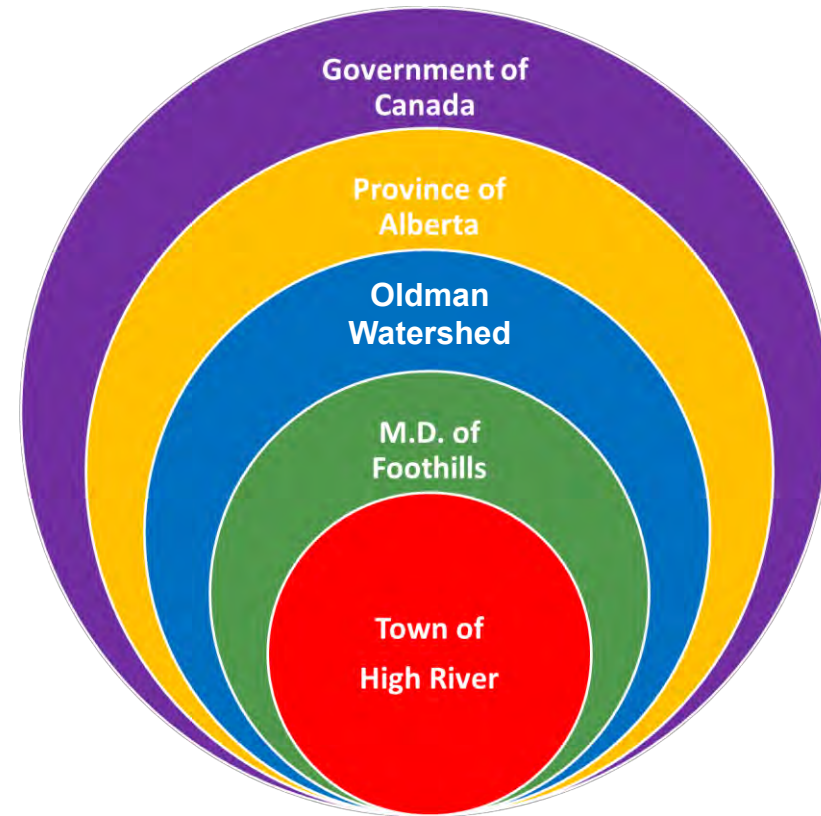 Government of
Canada
Province of
Alberta
Oldman
Watershed
M.D. of
Foothills
Town of
High River